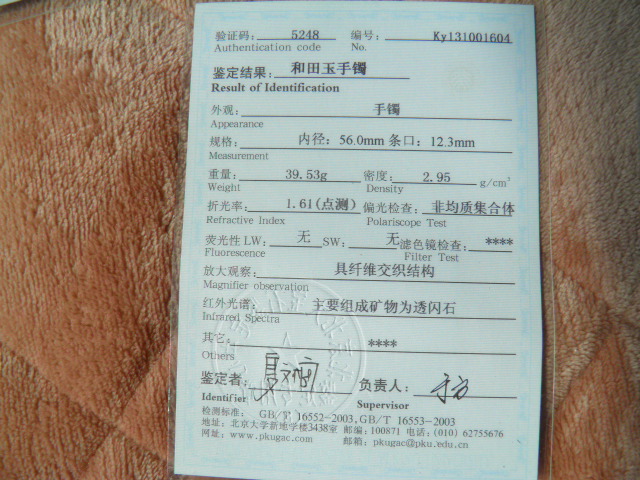 验证码: 5248 编号: Ky131001604
Authentication code No.
鉴定结果: 和田玉手镯
Result of Identification
外观: 手镯
Appearance
规格: 内径: 56.0mm 条口: 12.3mm
Measurement
重量: 39.53g 密度: 2.95 g/cm³
Weight Density
折光率: 1.61(点测) 偏光检查: 非均质集合体
Refractive Index Polariscope Test
荧光性 LW: 无 SW: 无 滤色镜检查: ****
Fluorescence Filter Test
放大观察: 具纤维交织结构
Magnifier observation
红外光谱: 主要组成矿物为透闪石
Infrared Spectra
其它: ****
Others
鉴定者: 负责人:
Identifier Supervisor
检测标准: GB/T 16552-2003,GB/T 16553-2003
地址: 北京大学新地学楼3438室 邮编: 100871 电话: (010) 62755676
网址: www.pkugac.com 邮箱: pkugac@pku.edu.cn